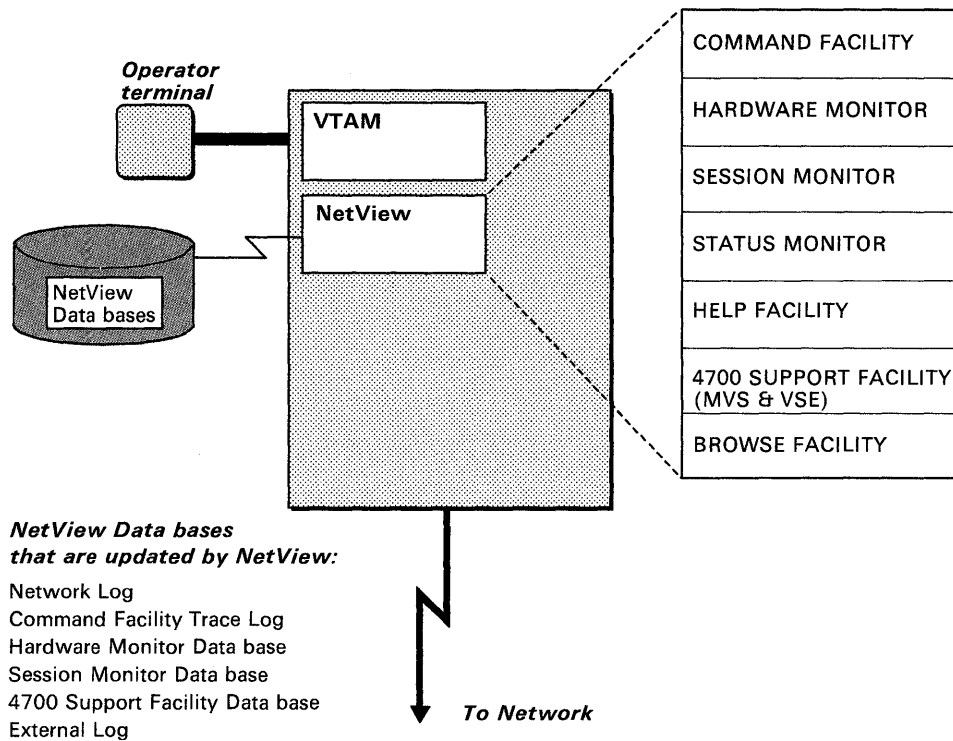 Operator
terminal
VTAM
NetView
NetView
Data bases
COMMAND FACILITY
HARDWARE MONITOR
SESSION MONITOR
STATUS MONITOR
HELP FACILITY
4700 SUPPORT FACILITY
(MVS & VSE)
BROWSE FACILITY
NetView Data bases
that are updated by NetView:
Network Log
Command Facility Trace Log
Hardware Monitor Data base
Session Monitor Data base
4700 Support Facility Data base
External Log
To Network